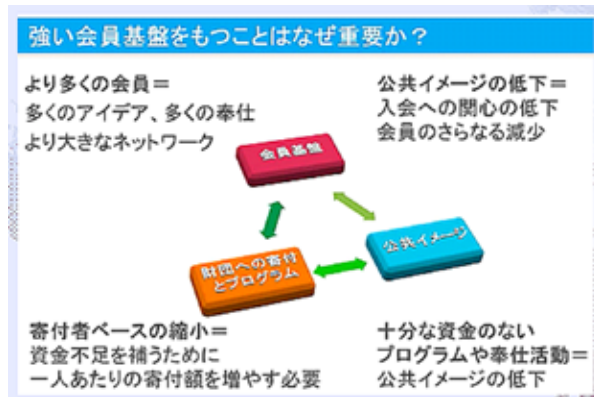 強い会員基盤をもつことはなぜ重要か？
より多くの会員＝
多くのアイデア、多くの奉仕
より大きなネットワーク
公共イメージの低下＝
入会への関心の低下
会員のさらなる減少
会員基盤
公共イメージ
財団への寄付
とプログラム
寄付者ベースの縮小＝
資金不足を補うために
一人あたりの寄付額を増やす必要
十分な資金のない
プログラムや奉仕活動＝
公共イメージの低下